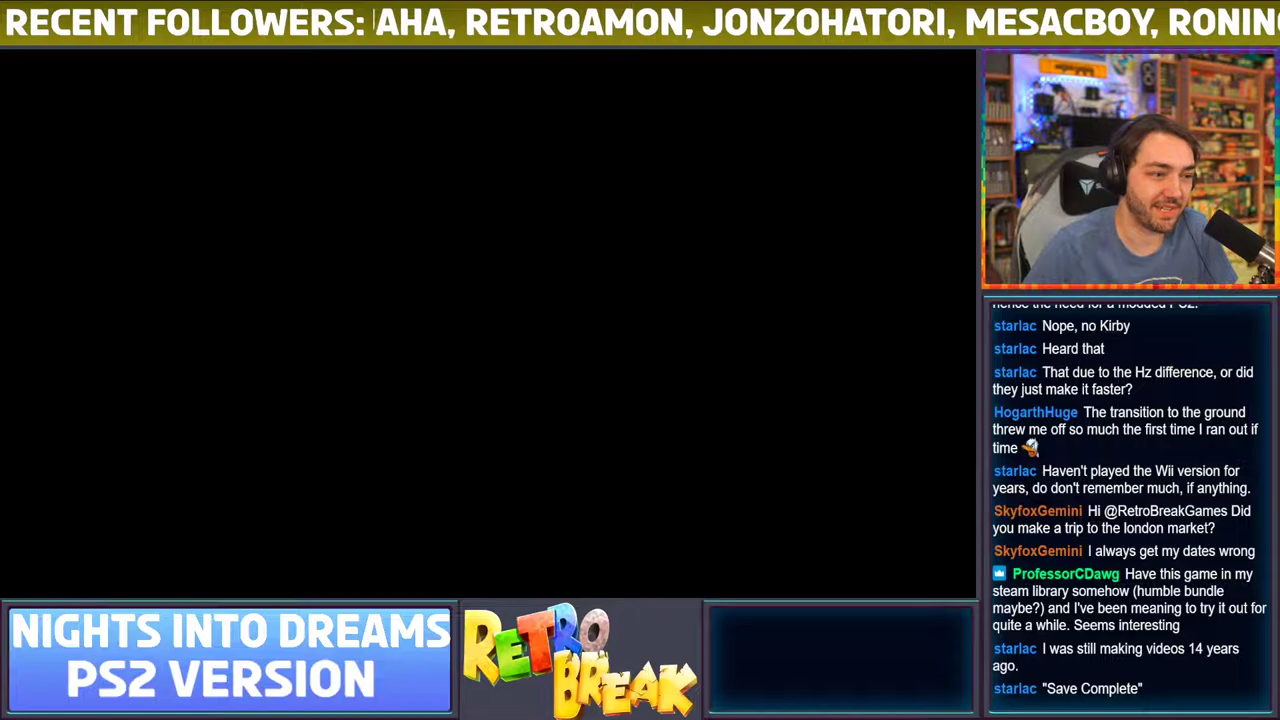 RECENT FOLLOWERS: AHA, RETROAMON, JONZOHATORI, MESACBOY, RONIN
starlac Nope, no Kirby
starlac Heard that
starlac That due to the Hz difference, or did
they just make it faster?
HogarthHuge The transition to the ground
threw me off so much the first time I ran out if
time
starlac Haven't played the Wii version for
years, do don't remember much, if anything.
SkyfoxGemini Hi @RetroBreakGames Did
you make a trip to the london market?
SkyfoxGemini I always get my dates wrong
ProfessorCDawg Have this game in my
steam library somehow (humble bundle
maybe?) and I've been meaning to try it out for
quite a while. Seems interesting
starlac I was still making videos 14 years
ago.
starlac "Save Complete"
NIGHTS INTO DREAMS
PS2 VERSION
RETRO
BREAK